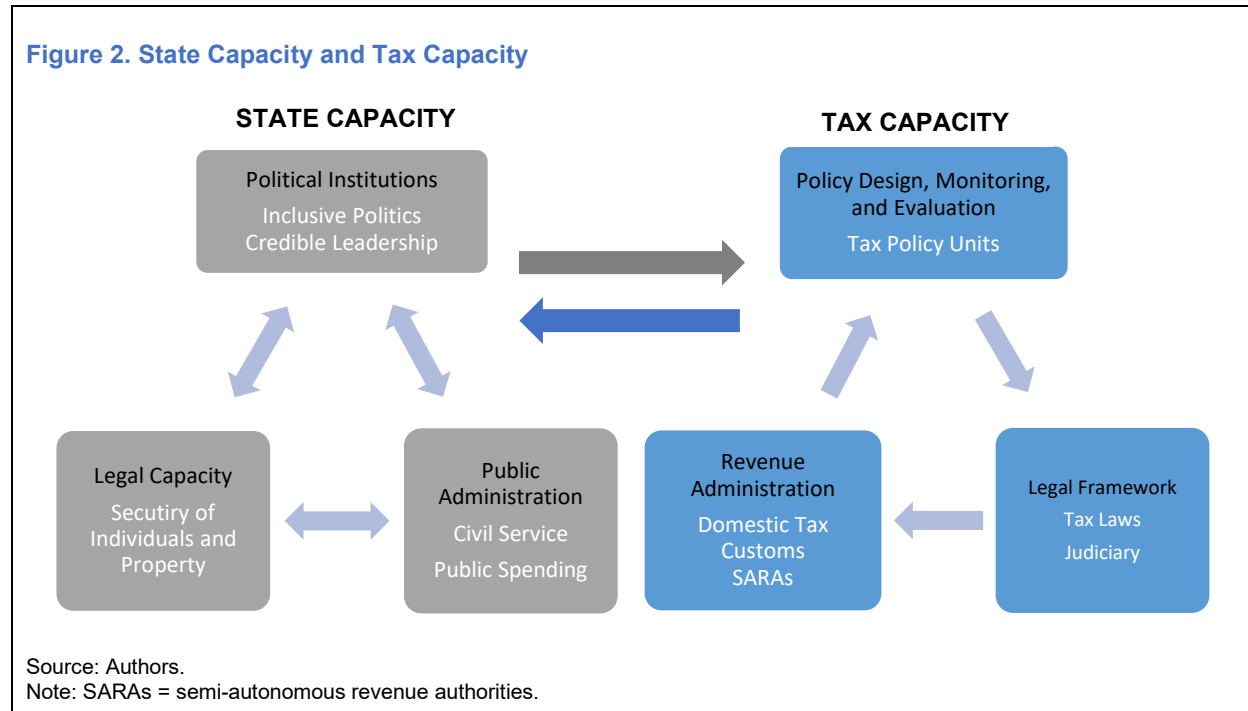 Figure 2. State Capacity and Tax Capacity
STATE CAPACITY
TAX CAPACITY
Political Institutions
Inclusive Politics
Credible Leadership
Policy Design, Monitoring,
and Evaluation
Tax Policy Units
Legal Capacity
Secutiry of
Individuals and
Property
Public
Administration
Civil Service
Public Spending
Revenue
Administration
Domestic Tax
Customs
SARAs
Legal Framework
Tax Laws
Judiciary
Source: Authors.
Note: SARAs = semi-autonomous revenue authorities.